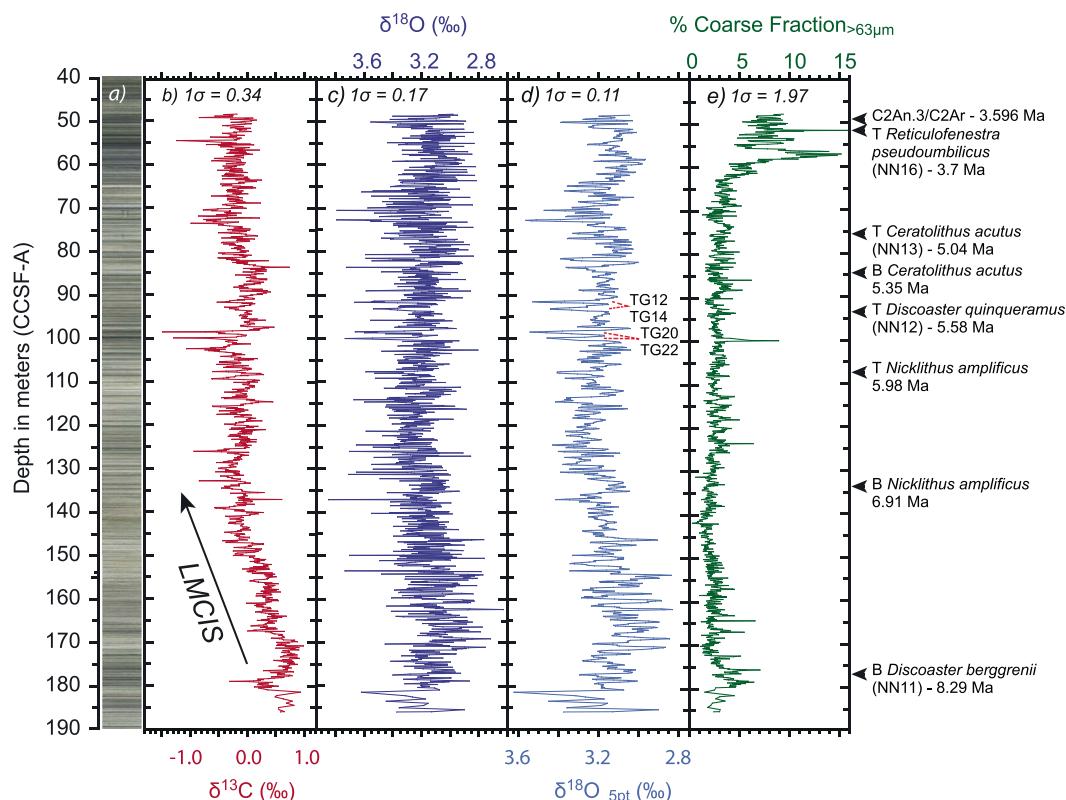 δ18O (‰)
% Coarse Fraction>63μm
3.6 3.2 2.8
0 5 10 15
40
50
60
70
80
90
100
110
120
130
140
150
160
170
180
190
Depth in meters (CCSF-A)
a)
b) 1σ = 0.34
c) 1σ = 0.17
d) 1σ = 0.11
e) 1σ = 1.97
LMCIS
TG12
TG14
TG20
TG22
C2An.3/C2Ar - 3.596 Ma
T Reticulofenestra
pseudoumbilicus
(NN16) - 3.7 Ma
T Ceratolithus acutus
(NN13) - 5.04 Ma
B Ceratolithus acutus
5.35 Ma
T Discoaster quinqueramus
(NN12) - 5.58 Ma
T Nicklithus amplificus
5.98 Ma
B Nicklithus amplificus
6.91 Ma
B Discoaster berggrenii
(NN11) - 8.29 Ma
-1.0 0.0 1.0
3.6 3.2 2.8
δ13C (‰)
δ18O 5pt (‰)